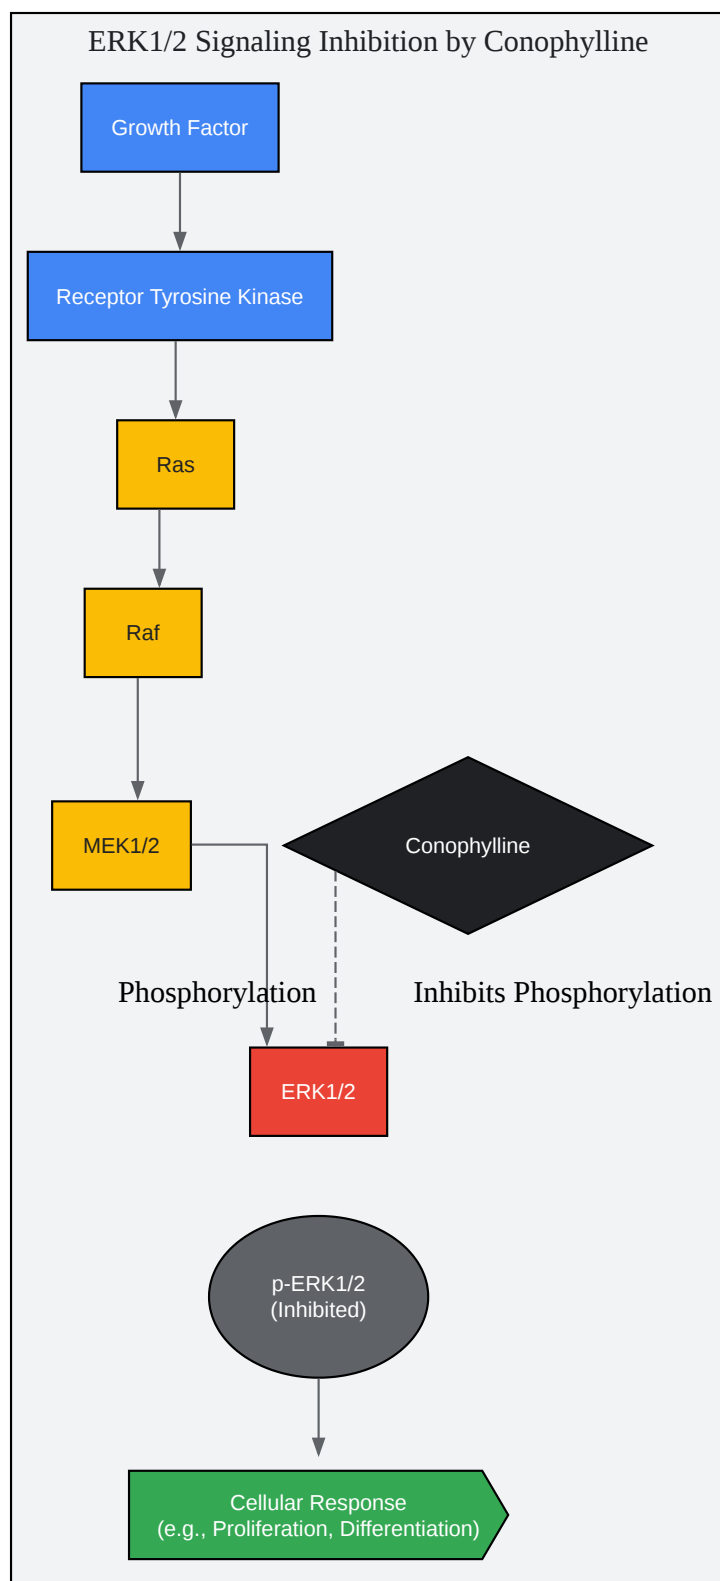 ERK1/2 Signaling Inhibition by Conophylline
Growth Factor
Receptor Tyrosine Kinase
Ras
Raf
MEK1/2
Conophylline
Phosphorylation
Inhibits Phosphorylation
ERK1/2
p-ERK1/2
(Inhibited)
Cellular Response
(e.g., Proliferation, Differentiation)